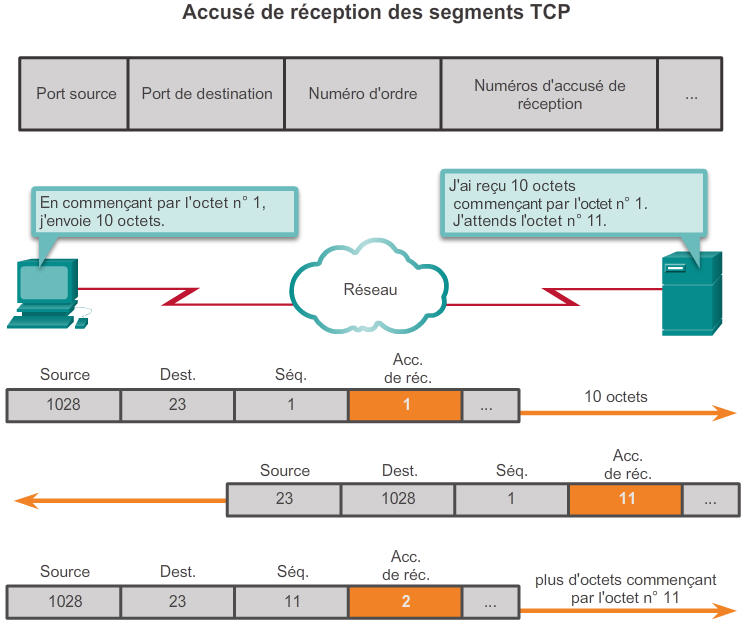 Accusé de réception des segments TCP
Port source
Port de destination
Numéro d'ordre
Numéros d'accusé de
réception
...
En commençant par l'octet n° 1,
j'envoie 10 octets.
J'ai reçu 10 octets
commençant par l'octet n° 1.
J'attends l'octet n° 11.
Réseau
Source Dest. Séq. Acc.
de réc.
1028 23 1 1 ...
10 octets
Source Dest. Séq. Acc.
de réc.
23 1028 1 11 ...
Source Dest. Séq. Acc.
de réc.
1028 23 11 2 ...
plus d'octets commençant
par l'octet n° 11